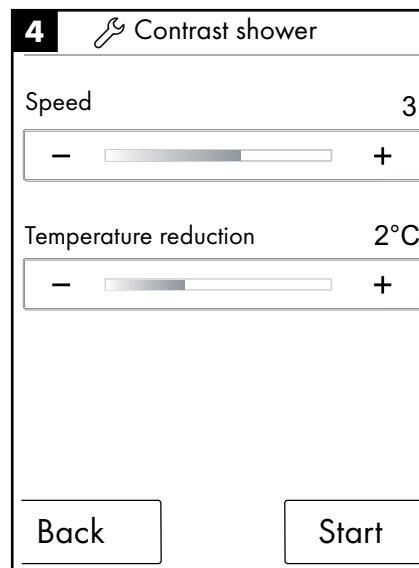 4 Contrast shower
Speed 3
– +
Temperature reduction 2°C
– +
Back Start